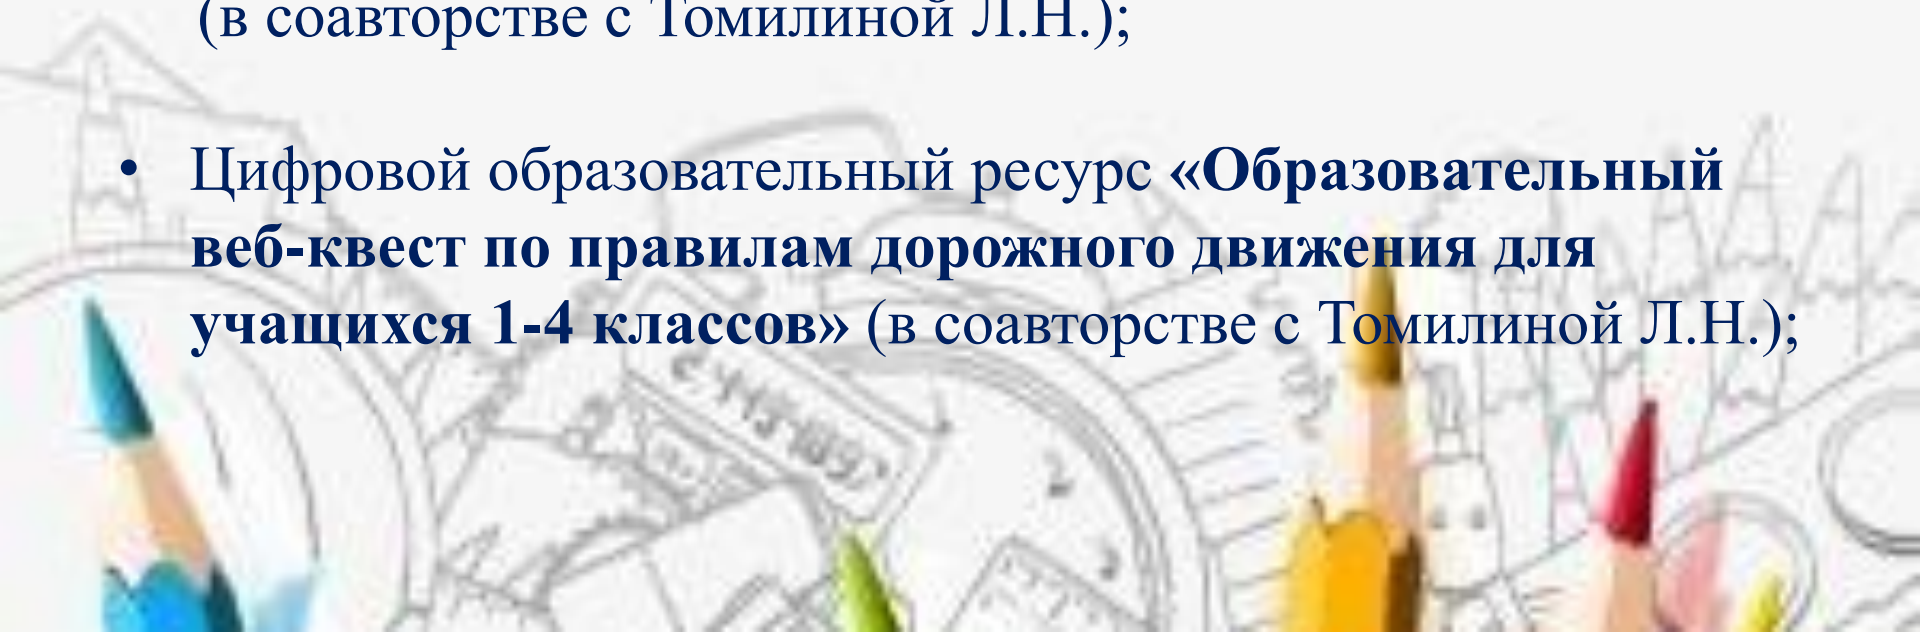 (в соавторстве с Томилиной Л.Н.);
• Цифровой образовательный ресурс «Образовательный
веб-квест по правилам дорожного движения для
учащихся 1-4 классов» (в соавторстве с Томилиной Л.Н.);